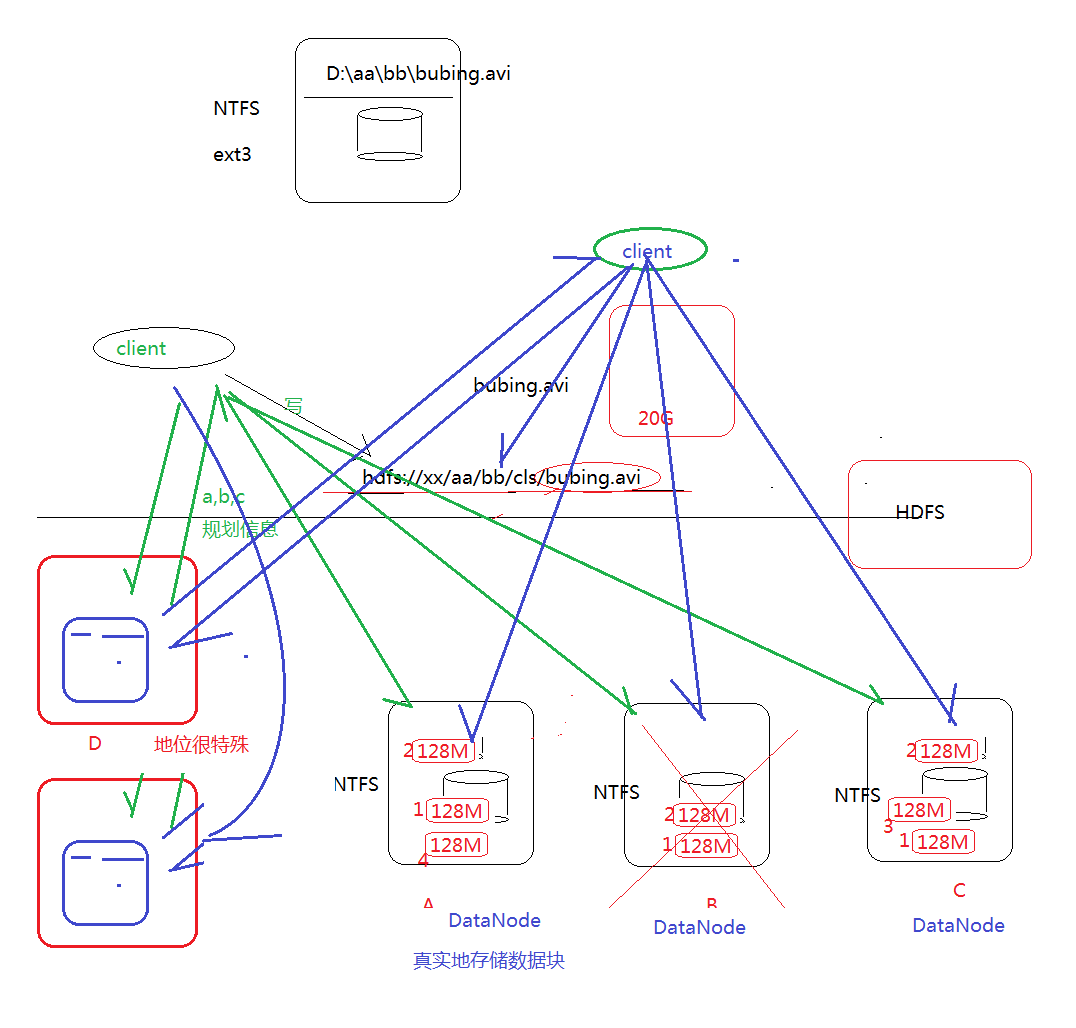 D:\aa\bb\bubing.avi
NTFS
ext3
client
client
bubing.avi
写
20G
hdfs://xx/aa/bb/cls/bubing.avi
a,b,c
规划信息
HDFS
D
地位很特殊
2 128M
2 128M
NTFS
NTFS
NTFS
1 128M
2 128M
128M
3
4 128M
1 128M
1 128M
A
B
C
DataNode
DataNode
DataNode
真实地存储数据块